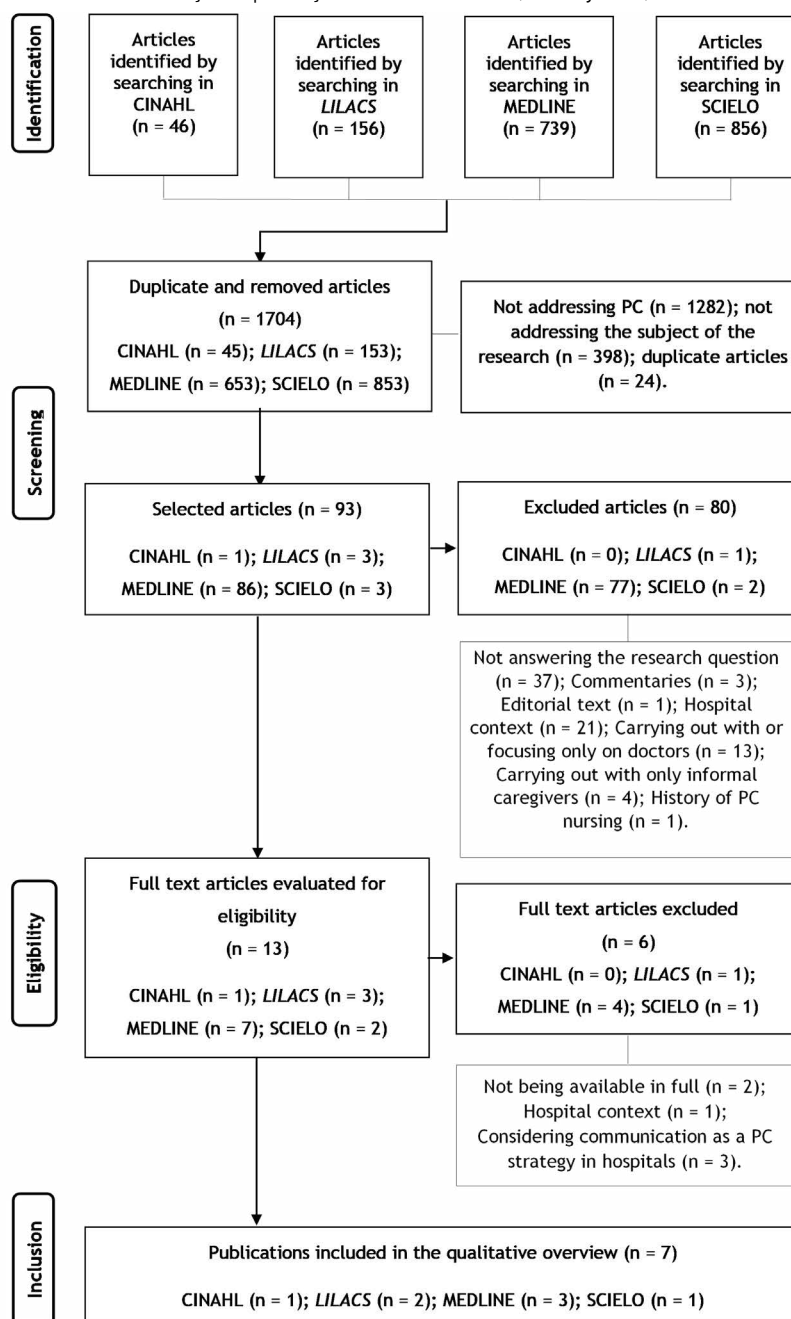 Identification
Articles
identified by
searching in
CINAHL
(n = 46)
Articles
identified by
searching in
LILACS
(n = 156)
Articles
identified by
searching in
MEDLINE
(n = 739)
Articles
identified by
searching in
SCIELO
(n = 856)
Screening
Duplicate and removed articles
(n = 1704)
CINAHL (n = 45); LILACS (n = 153);
MEDLINE (n = 653); SCIELO (n = 853)
Not addressing PC (n = 1282); not
addressing the subject of the
research (n = 398); duplicate articles
(n = 24).
Selected articles (n = 93)
CINAHL (n = 1); LILACS (n = 3);
MEDLINE (n = 86); SCIELO (n = 3)
Excluded articles (n = 80)
CINAHL (n = 0); LILACS (n = 1);
MEDLINE (n = 77); SCIELO (n = 2)
Not answering the research question
(n = 37); Commentaries (n = 3);
Editorial text (n = 1); Hospital
context (n = 21); Carrying out with or
focusing only on doctors (n = 13);
Carrying out with only informal
caregivers (n = 4); History of PC
nursing (n = 1).
Eligibility
Full text articles evaluated for
eligibility
(n = 13)
CINAHL (n = 1); LILACS (n = 3);
MEDLINE (n = 7); SCIELO (n = 2)
Full text articles excluded
(n = 6)
CINAHL (n = 0); LILACS (n = 1);
MEDLINE (n = 4); SCIELO (n = 1)
Not being available in full (n = 2);
Hospital context (n = 1);
Considering communication as a PC
strategy in hospitals (n = 3).
Inclusion
Publications included in the qualitative overview (n = 7)
CINAHL (n = 1); LILACS (n = 2); MEDLINE (n = 3); SCIELO (n = 1)